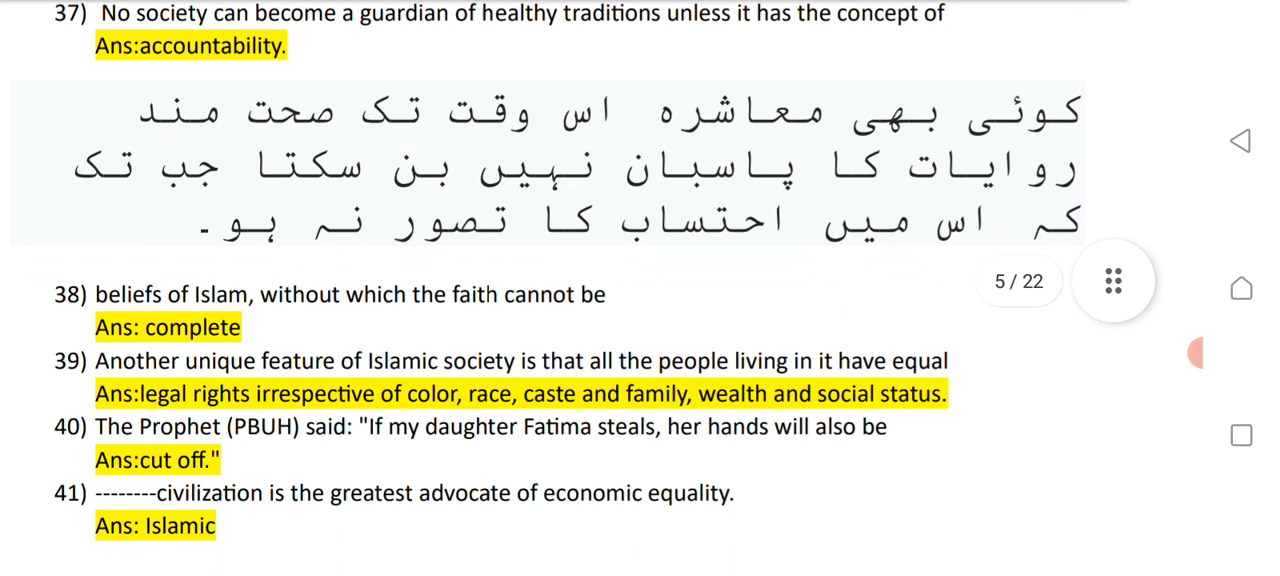 37) No society can become a guardian of healthy traditions unless it has the concept of
Ans:accountability.
کوئی بھی معاشرہ اس وقت تک صحت مند
روایات کا پاسبان نہیں بن سکتا جب تک
کہ اس میں احتساب کا تصور نہ ہو۔
5 / 22
38) beliefs of Islam, without which the faith cannot be
Ans: complete
39) Another unique feature of Islamic society is that all the people living in it have equal
Ans:legal rights irrespective of color, race, caste and family, wealth and social status.
40) The Prophet (PBUH) said: "If my daughter Fatima steals, her hands will also be
Ans:cut off."
41) --------civilization is the greatest advocate of economic equality.
Ans: Islamic